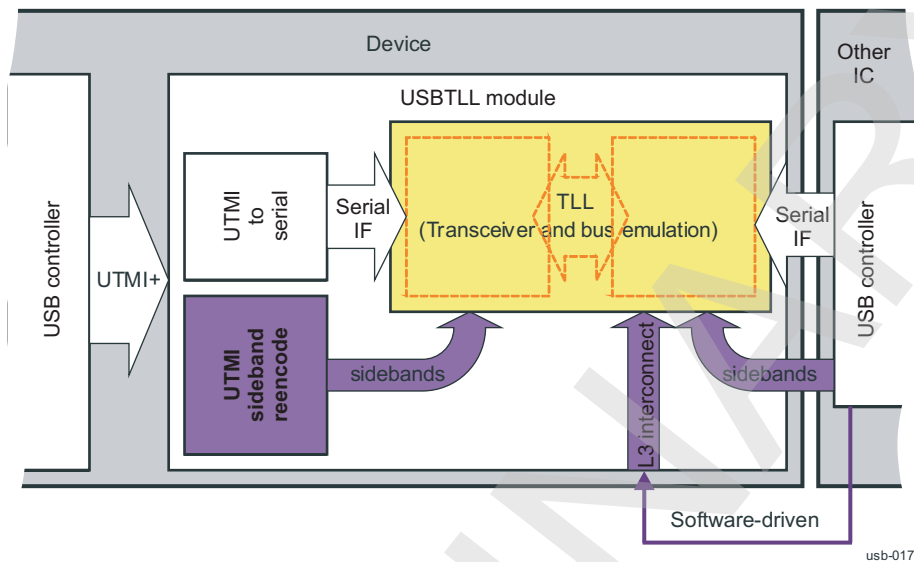 Device
Other
IC
USBTLL module
USB controller
UTMI+
UTMI
to
serial
Serial
IF
TLL
(Transceiver and bus emulation)
Serial
IF
USB controller
UTMI
sideband
reencode
sidebands
L3 interconnect
sidebands
Software-driven
usb-017